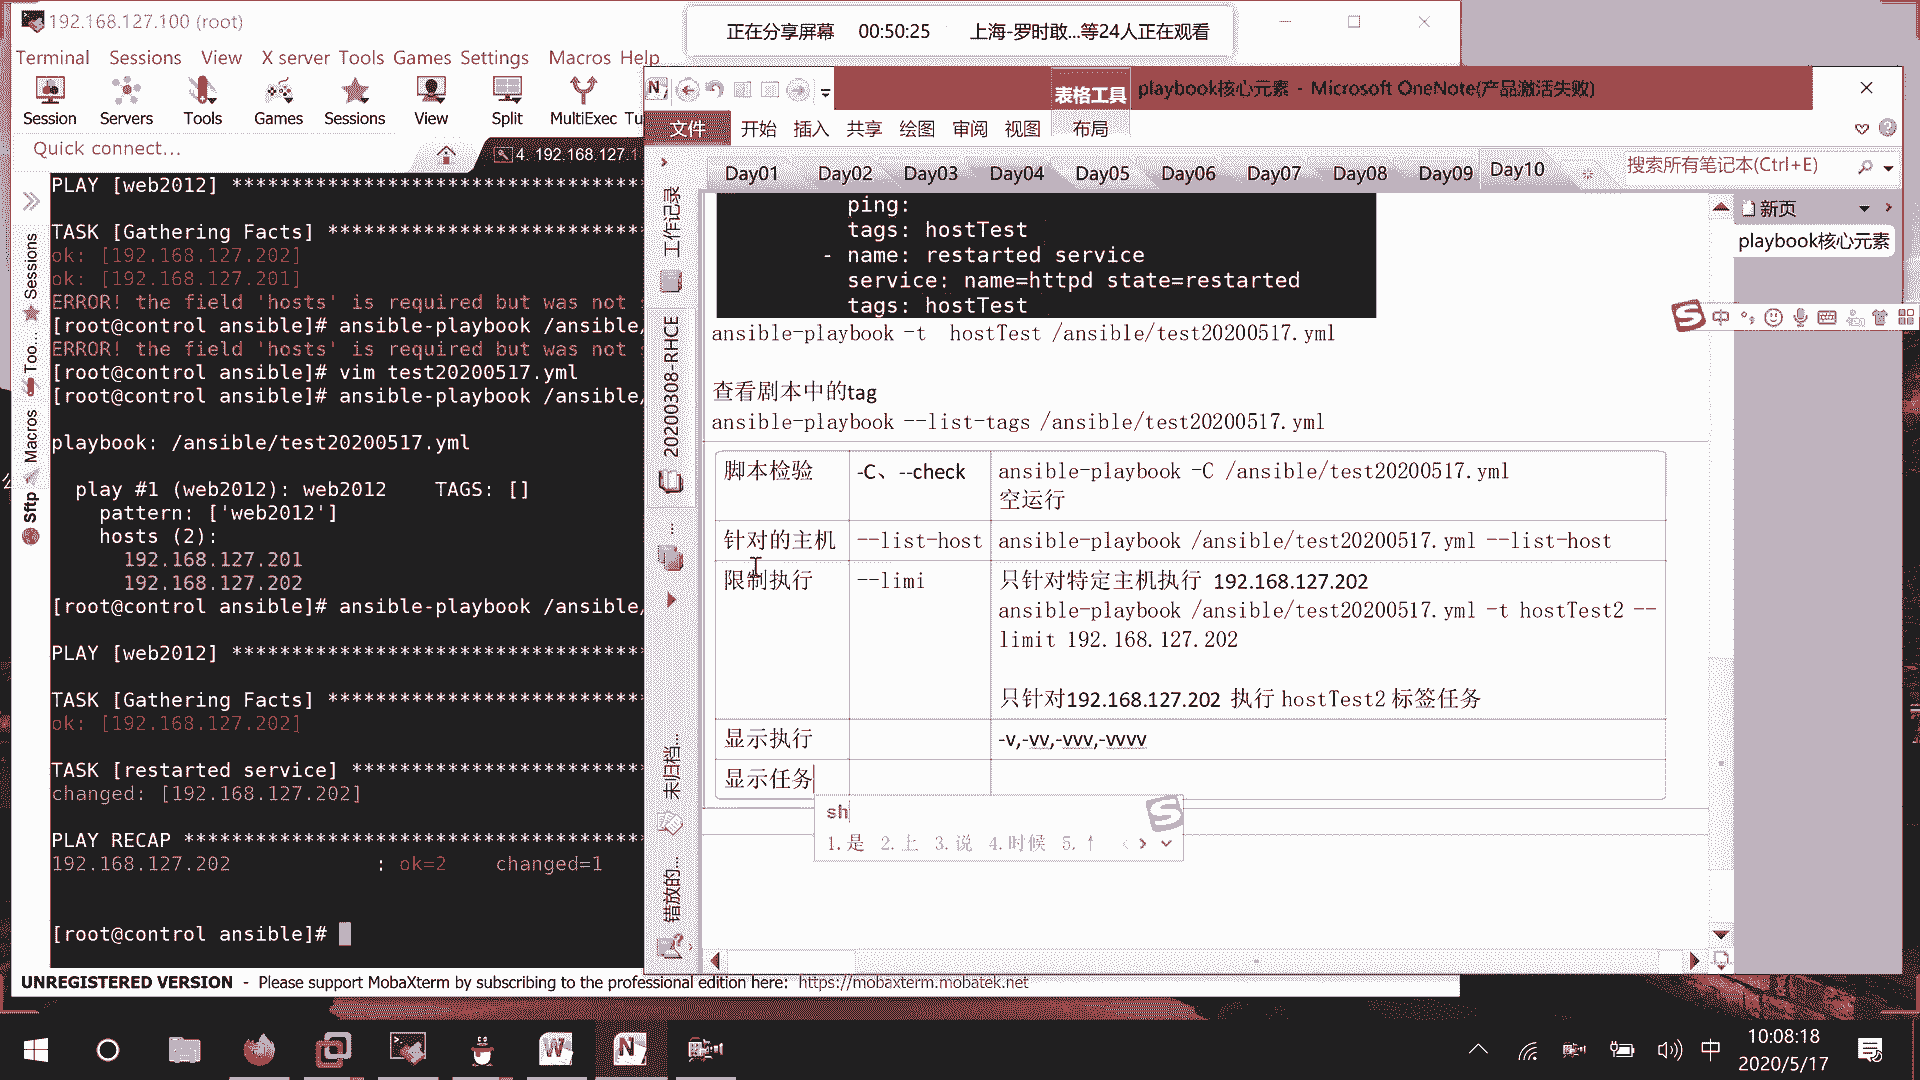 192.168.127.100 (root)
正在分享屏幕 00:50:25 上海-罗时敢...等24人正在观看
Terminal Sessions View X server Tools Games Settings Macros Help
Session Servers Tools Games Sessions View Split MultiExec Tu
Quick connect...
4. 192.168.127.1
Sessions
Too...
Macros
Sftp
PLAY [web2012] **************************************
TASK [Gathering Facts] ******************************
ok: [192.168.127.202]
ok: [192.168.127.201]
ERROR! the field 'hosts' is required but was not
[root@control ansible]# ansible-playbook /ansible/
ERROR! the field 'hosts' is required but was not
[root@control ansible]# vim test20200517.yml
[root@control ansible]# ansible-playbook /ansible/
playbook: /ansible/test20200517.yml
play #1 (web2012): web2012 TAGS: []
pattern: ['web2012']
hosts (2):
192.168.127.201
192.168.127.202
[root@control ansible]# ansible-playbook /ansible/
PLAY [web2012] **************************************
TASK [Gathering Facts] ******************************
ok: [192.168.127.202]
TASK [restarted service] ****************************
changed: [192.168.127.202]
PLAY RECAP ******************************************
192.168.127.202 : ok=2 changed=1
[root@control ansible]#
UNREGISTERED VERSION - Please support MobaXterm by subscribing to the professional edition here: https://mobaxterm.mobatek.net
表格工具
playbook核心元素 - Microsoft OneNote(产品激活失败)
文件 开始 插入 共享 绘图 审阅 视图 布局
Day01 Day02 Day03 Day04 Day05 Day06 Day07 Day08 Day09 Day10
搜索所有笔记本(Ctrl+E)
新页
playbook核心元素
工作记录
20200308-RHCE
...
未归档...
错放的...
ping:
tags: hostTest
- name: restarted service
service: name=httpd state=restarted
tags: hostTest
ansible-playbook -t hostTest /ansible/test20200517.yml
查看剧本中的tag
ansible-playbook --list-tags /ansible/test20200517.yml
脚本检验 -C、--check ansible-playbook -C /ansible/test20200517.yml
空运行
针对的主机 --list-host ansible-playbook /ansible/test20200517.yml --list-host
限制执行 --limi 只针对特定主机执行 192.168.127.202
ansible-playbook /ansible/test20200517.yml -t hostTest2 --
limit 192.168.127.202
只针对192.168.127.202 执行 hostTest2 标签任务
显示执行 -v,-vv,-vvv,-vvvv
显示任务
sh
1.是 2.上 3.说 4.时候 5.↑
中
中
10:08:18
2020/5/17